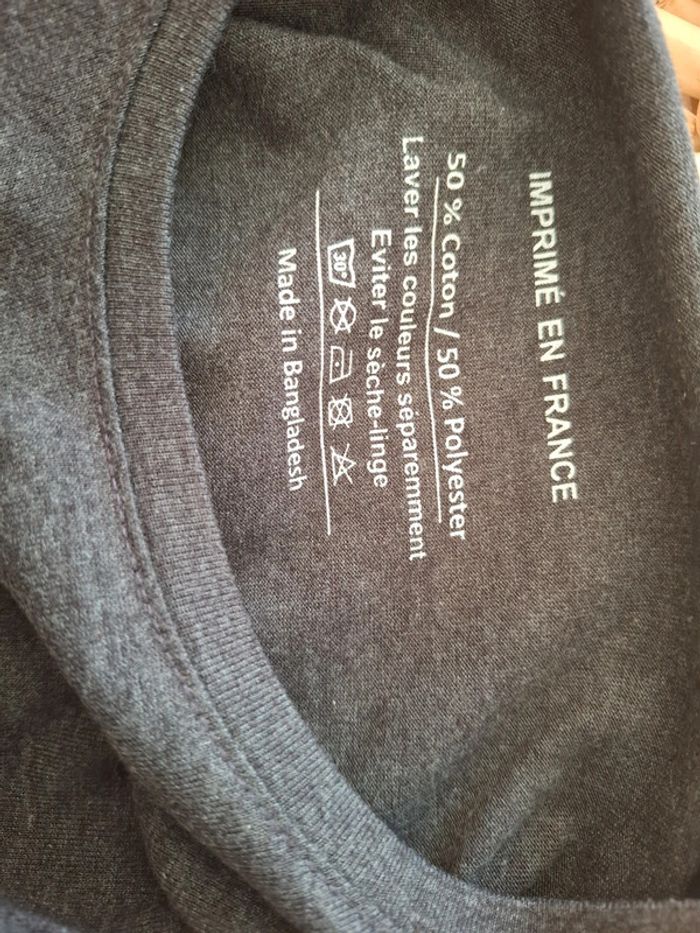 IMPRIMÉ EN FRANCE
50 % Coton / 50 % Polyester
Laver les couleurs séparemment
Eviter le sèche-linge
30°
Made in Bangladesh